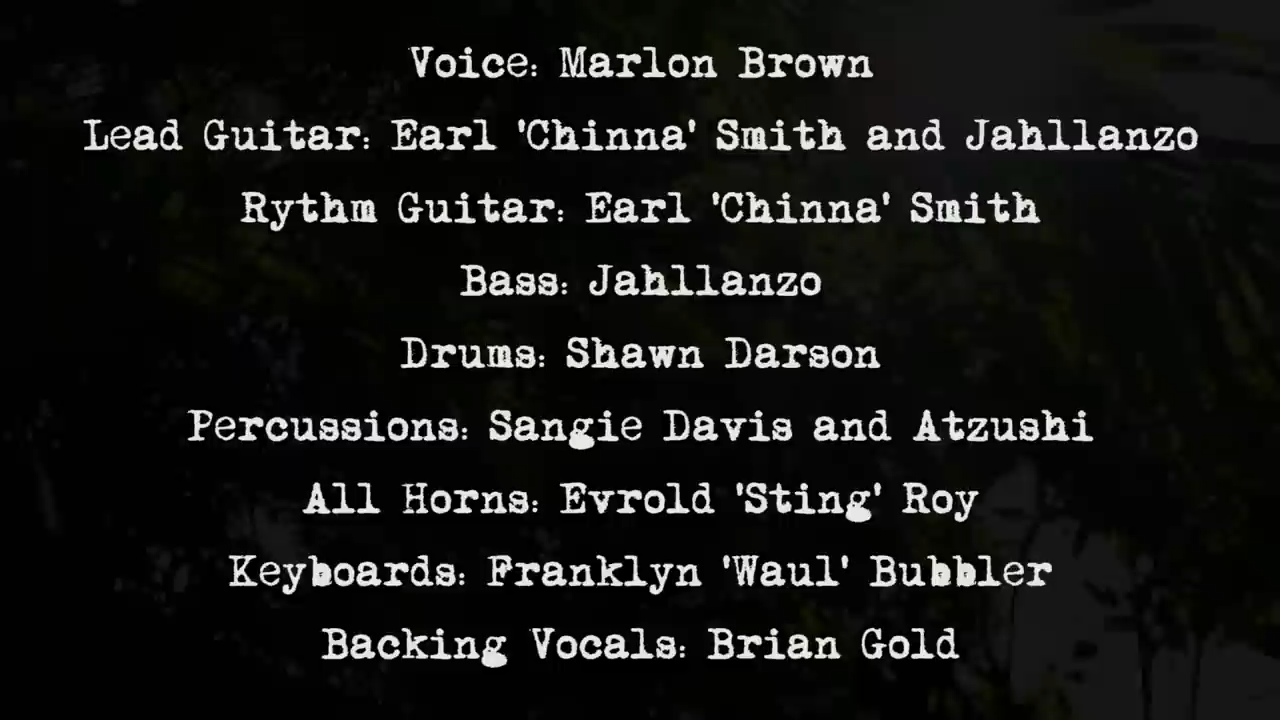 Voice: Marlon Brown
Lead Guitar: Earl 'Chinna' Smith and Jahllanzo
Rythm Guitar: Earl 'Chinna' Smith
Bass: Jahllanzo
Drums: Shawn Darson
Percussions: Sangie Davis and Atzushi
All Horns: Evrold 'Sting' Roy
Keyboards: Franklyn 'Waul' Bubbler
Backing Vocals: Brian Gold